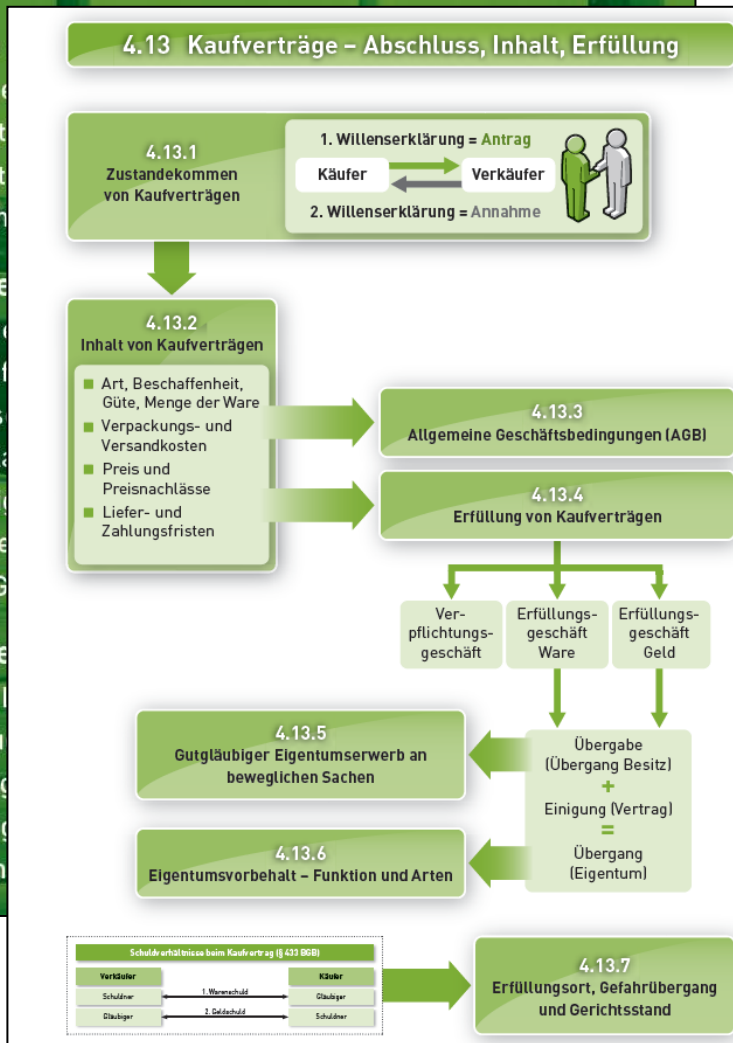 4.13 Kaufverträge – Abschluss, Inhalt, Erfüllung
4.13.1
Zustandekommen
von Kaufverträgen
1. Willenserklärung = Antrag
Käufer
Verkäufer
2. Willenserklärung = Annahme
4.13.2
Inhalt von Kaufverträgen
Art, Beschaffenheit,
Güte, Menge der Ware
Verpackungs- und
Versandkosten
Preis und
Preisnachlässe
Liefer- und
Zahlungsfristen
4.13.3
Allgemeine Geschäftsbedingungen (AGB)
4.13.4
Erfüllung von Kaufverträgen
Ver-
pflichtungs-
geschäft
Erfüllungs-
geschäft
Ware
Erfüllungs-
geschäft
Geld
4.13.5
Gutgläubiger Eigentumserwerb an
beweglichen Sachen
Übergabe
(Übergang Besitz)
+
Einigung (Vertrag)
=
Übergang
(Eigentum)
4.13.6
Eigentumsvorbehalt – Funktion und Arten
Schuldverhältnisse beim Kaufvertrag (§ 433 BGB)
Verkäufer
Käufer
Schuldner
1. Warenschuld
Gläubiger
Gläubiger
2. Geldschuld
Schuldner
4.13.7
Erfüllungsort, Gefahrübergang
und Gerichtsstand